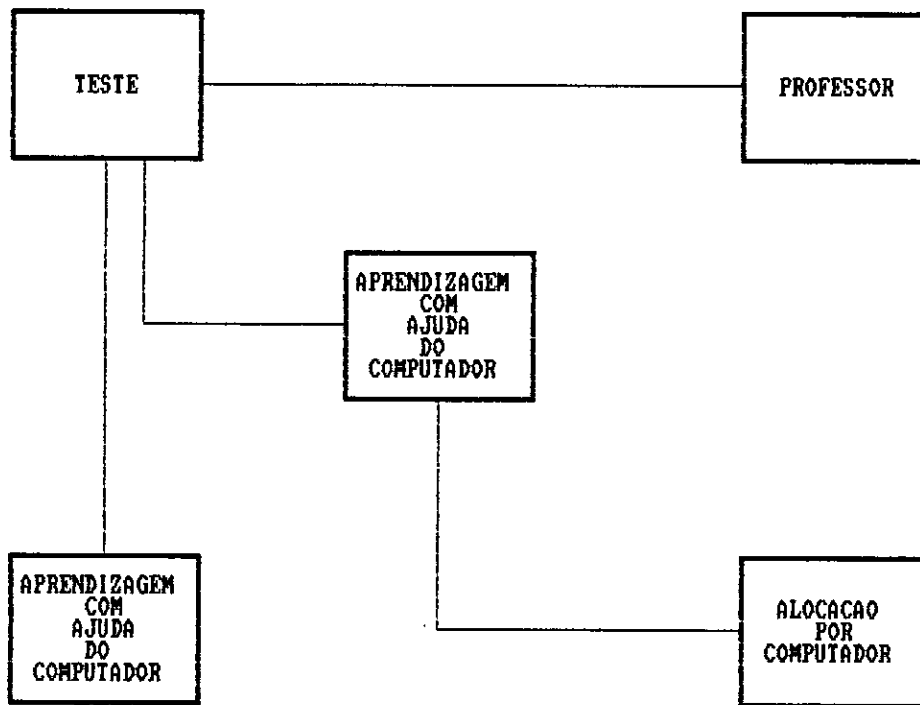 TESTE
PROFESSOR
APRENDIZAGEM
COM
AJUDA
DO
COMPUTADOR
APRENDIZAGEM
COM
AJUDA
DO
COMPUTADOR
ALOCACAO
POR
COMPUTADOR